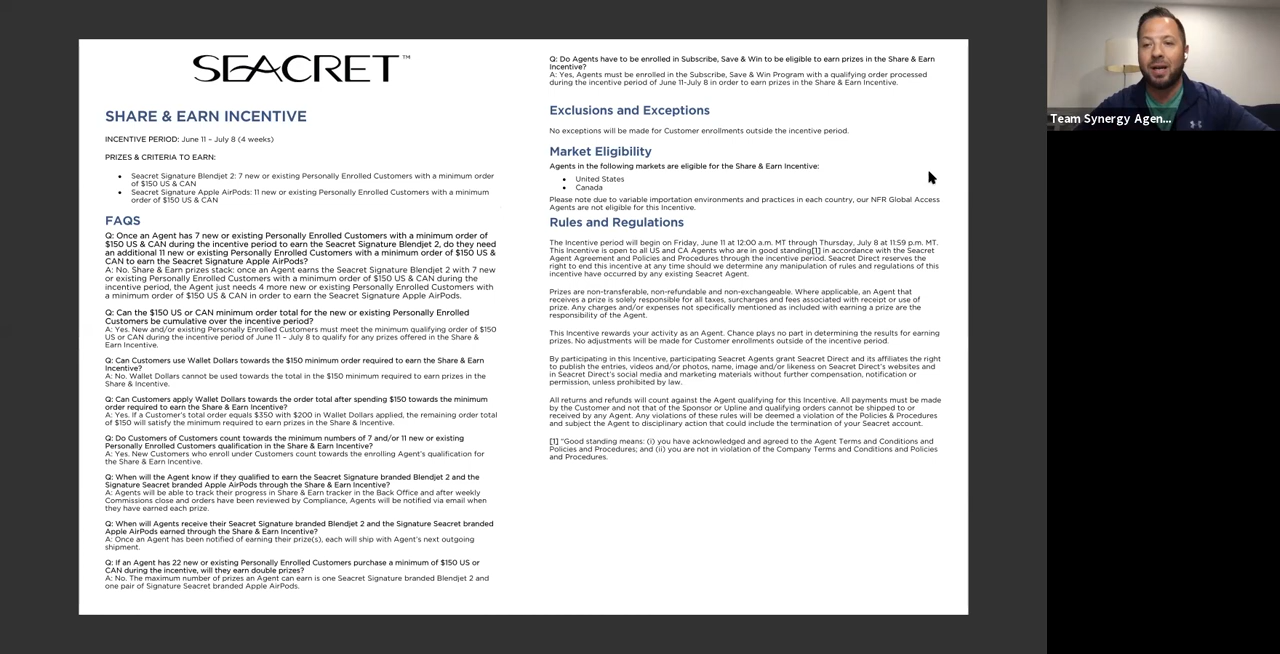 SEACRET™
SHARE & EARN INCENTIVE
INCENTIVE PERIOD: June 11 – July 8 (4 weeks)
PRIZES & CRITERIA TO EARN:
• Seacret Signature Blendjet 2: 7 new or existing Personally Enrolled Customers with a minimum order
of $150 US & CAN
• Seacret Signature Apple AirPods: 11 new or existing Personally Enrolled Customers with a minimum
order of $150 US & CAN
FAQS
Q: Once an Agent has 7 new or existing Personally Enrolled Customers with a minimum order of
$150 US & CAN during the incentive period to earn the Seacret Signature Blendjet 2, do they need
an additional 11 new or existing Personally Enrolled Customers with a minimum order of $150 US &
CAN to earn the Seacret Signature Apple AirPods?
A: No. Share & Earn prizes stack: once an Agent earns the Seacret Signature Blendjet 2 with 7 new
or existing Personally Enrolled Customers with a minimum order of $150 US & CAN during the
incentive period, the Agent just needs 4 more new or existing Personally Enrolled Customers with
a minimum order of $150 US & CAN in order to earn the Seacret Signature Apple AirPods.
Q: Can the $150 US or CAN minimum order total for the new or existing Personally Enrolled
Customers be cumulative over the incentive period?
A: Yes. New and/or existing Personally Enrolled Customers must meet the minimum qualifying order of $150
US or CAN during the incentive period of June 11 – July 8 to qualify for any prizes offered in the Share &
Earn Incentive.
Q: Can Customers use Wallet Dollars towards the $150 minimum order required to earn the Share & Earn
Incentive?
A: No. Wallet Dollars cannot be used towards the total in the $150 minimum required to earn prizes in the
Share & Incentive.
Q: Can Customers apply Wallet Dollars towards the order total after spending $150 towards the minimum
order required to earn the Share & Earn Incentive?
A: Yes. If a Customer's total order equals $350 with $200 in Wallet Dollars applied, the remaining order total
of $150 will satisfy the minimum required to earn prizes in the Share & Incentive.
Q: Do Customers of Customers count towards the minimum numbers of 7 and/or 11 new or existing
Personally Enrolled Customers qualification in the Share & Earn Incentive?
A: Yes. New Customers who enroll under Customers count towards the enrolling Agent's qualification for
the Share & Earn Incentive.
Q: When will the Agent know if they qualified to earn the Seacret Signature branded Blendjet 2 and the
Signature Seacret branded Apple AirPods through the Share & Earn Incentive?
A: Agents will be able to track their progress in Share & Earn tracker in the Back Office and after weekly
Commissions close and orders have been reviewed by Compliance, Agents will be notified via email when
they have earned each prize.
Q: When will Agents receive their Seacret Signature branded Blendjet 2 and the Signature Seacret branded
Apple AirPods earned through the Share & Earn Incentive?
A: Once an Agent has been notified of earning their prize(s), each will ship with Agent's next outgoing
shipment.
Q: If an Agent has 22 new or existing Personally Enrolled Customers purchase a minimum of $150 US or
CAN during the incentive, will they earn double prizes?
A: No. The maximum number of prizes an Agent can earn is one Seacret Signature branded Blendjet 2 and
one pair of Signature Seacret branded Apple AirPods.
Q: Do Agents have to be enrolled in Subscribe, Save & Win to be eligible to earn prizes in the Share & Earn
Incentive?
A: Yes, Agents must be enrolled in the Subscribe, Save & Win Program with a qualifying order processed
during the incentive period of June 11-July 8 in order to earn prizes in the Share & Earn Incentive.
Exclusions and Exceptions
No exceptions will be made for Customer enrollments outside the incentive period.
Market Eligibility
Agents in the following markets are eligible for the Share & Earn Incentive:
• United States
• Canada
Please note due to variable importation environments and practices in each country, our NFR Global Access
Agents are not eligible for this Incentive.
Rules and Regulations
The Incentive period will begin on Friday, June 11 at 12:00 a.m. MT through Thursday, July 8 at 11:59 p.m. MT.
This Incentive is open to all US and CA Agents who are in good standing[1] in accordance with the Seacret
Agent Agreement and Policies and Procedures through the incentive period. Seacret Direct reserves the
right to end this incentive at any time should we determine any manipulation of rules and regulations of this
incentive have occurred by any existing Seacret Agent.
Prizes are non-transferable, non-refundable and non-exchangeable. Where applicable, an Agent that
receives a prize is solely responsible for all taxes, surcharges and fees associated with receipt or use of
prize. Any charges and/or expenses not specifically mentioned as included with earning a prize are the
responsibility of the Agent.
This Incentive rewards your activity as an Agent. Chance plays no part in determining the results for earning
prizes. No adjustments will be made for Customer enrollments outside of the incentive period.
By participating in this Incentive, participating Seacret Agents grant Seacret Direct and its affiliates the right
to publish the entries, videos and/or photos, name, image and/or likeness on Seacret Direct's websites and
in Seacret Direct's social media and marketing materials without further compensation, notification or
permission, unless prohibited by law.
All returns and refunds will count against the Agent qualifying for this Incentive. All payments must be made
by the Customer and not that of the Sponsor or Upline and qualifying orders cannot be shipped to or
received by any Agent. Any violations of these rules will be deemed a violation of the Policies & Procedures
and subject the Agent to disciplinary action that could include the termination of your Seacret account.
[1] "Good standing means: (i) you have acknowledged and agreed to the Agent Terms and Conditions and
Policies and Procedures; and (ii) you are not in violation of the Company Terms and Conditions and Policies
and Procedures.
Team Synergy Agen...